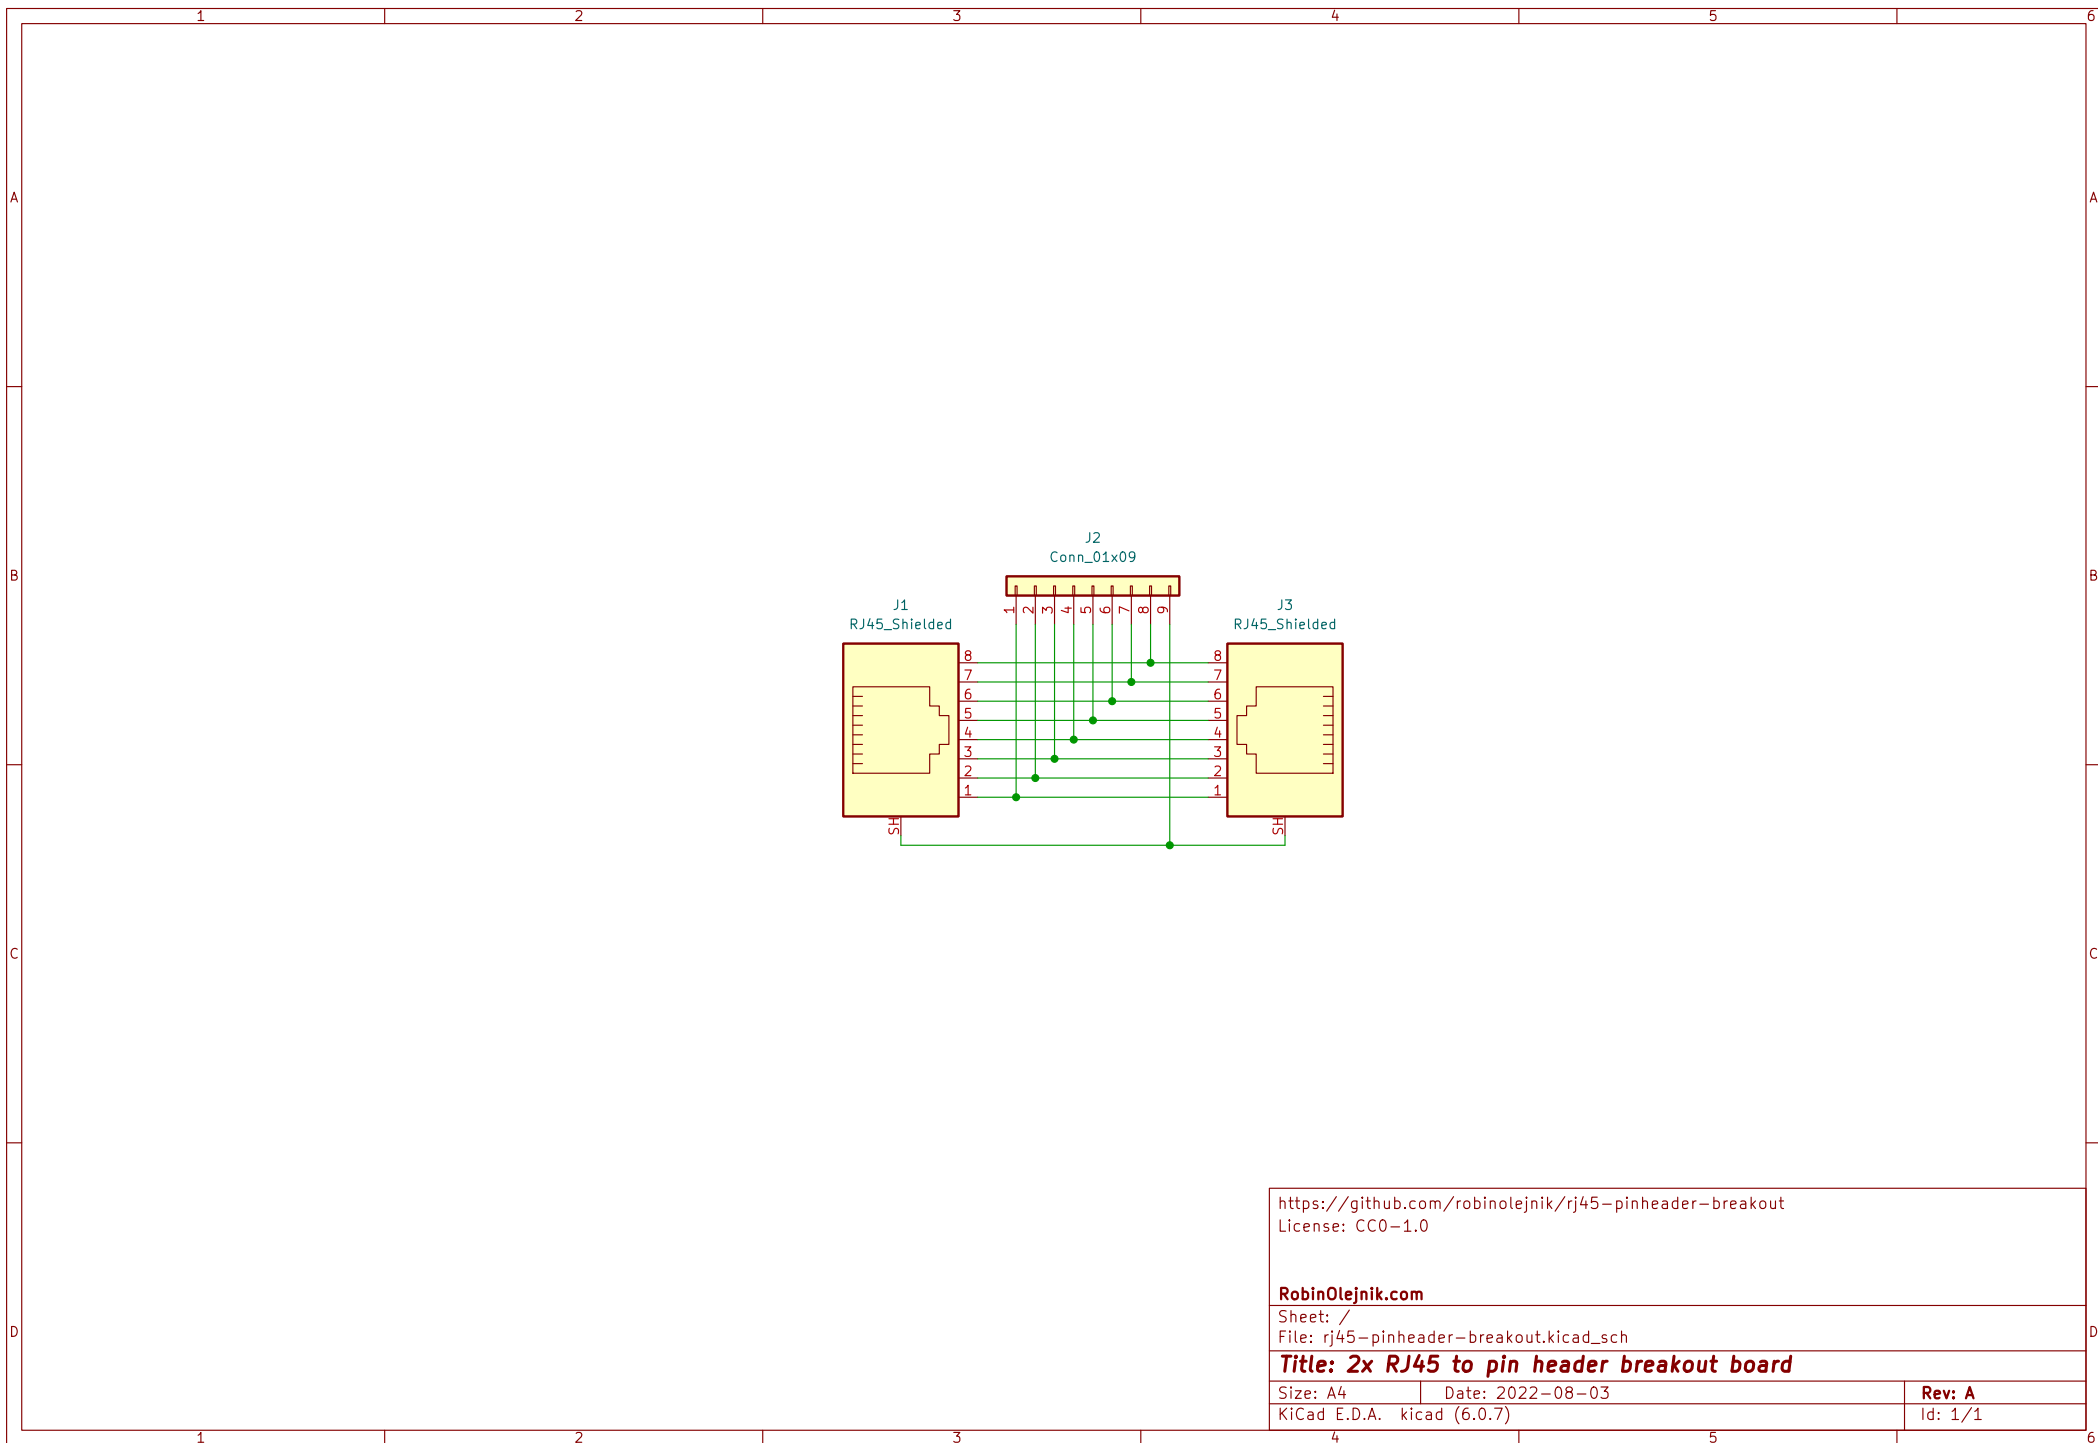 1 2 3 4 5 6
A A
J2
Conn_01x09
B B
1 2 3 4 5 6 7 8 9
J1 J3
RJ45_Shielded RJ45_Shielded
8 8
7 7
6 6
5 5
4 4
3 3
2 2
1 1
SH SH
C C
https://github.com/robinolejnik/rj45-pinheader-breakout
License: CC0-1.0
RobinOlejnik.com
Sheet: /
D D
File: rj45-pinheader-breakout.kicad_sch
Title: 2x RJ45 to pin header breakout board
Size: A4 Date: 2022-08-03 Rev: A
KiCad E.D.A. kicad (6.0.7) Id: 1/1
1 2 3 4 5 6